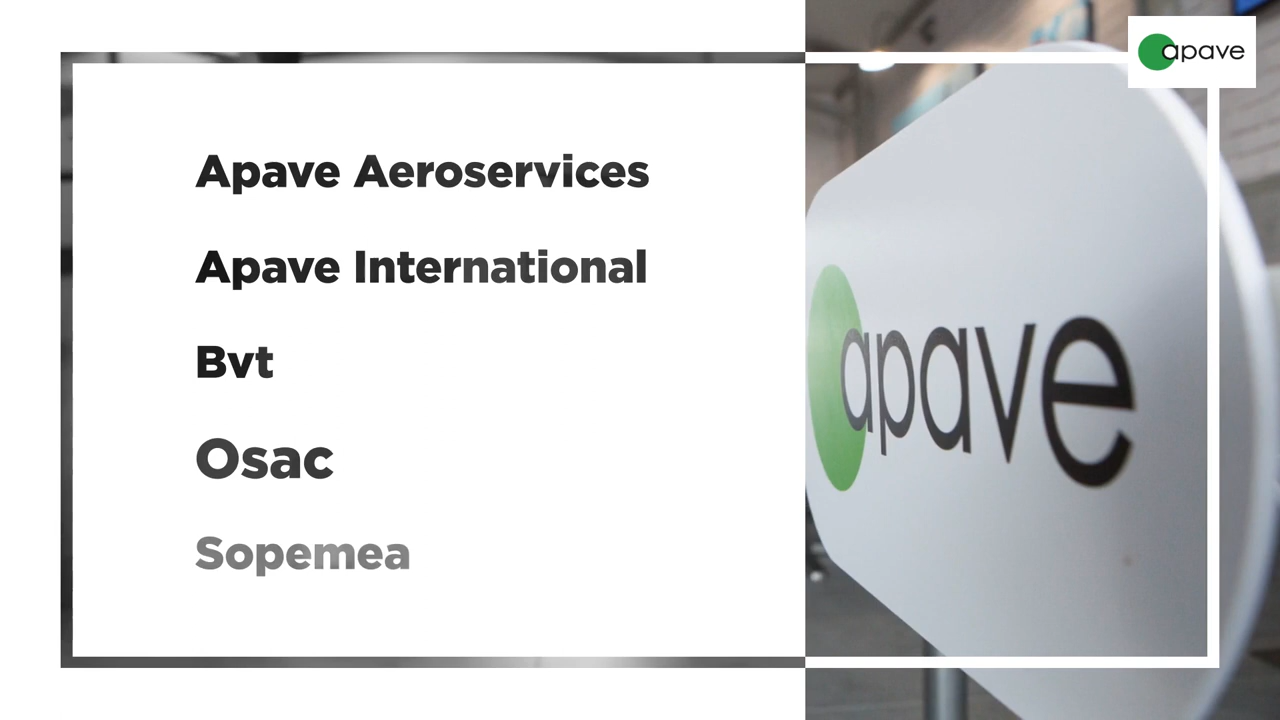 apave
Apave Aeroservices
Apave International
Bvt
Osac
Sopemea
apave